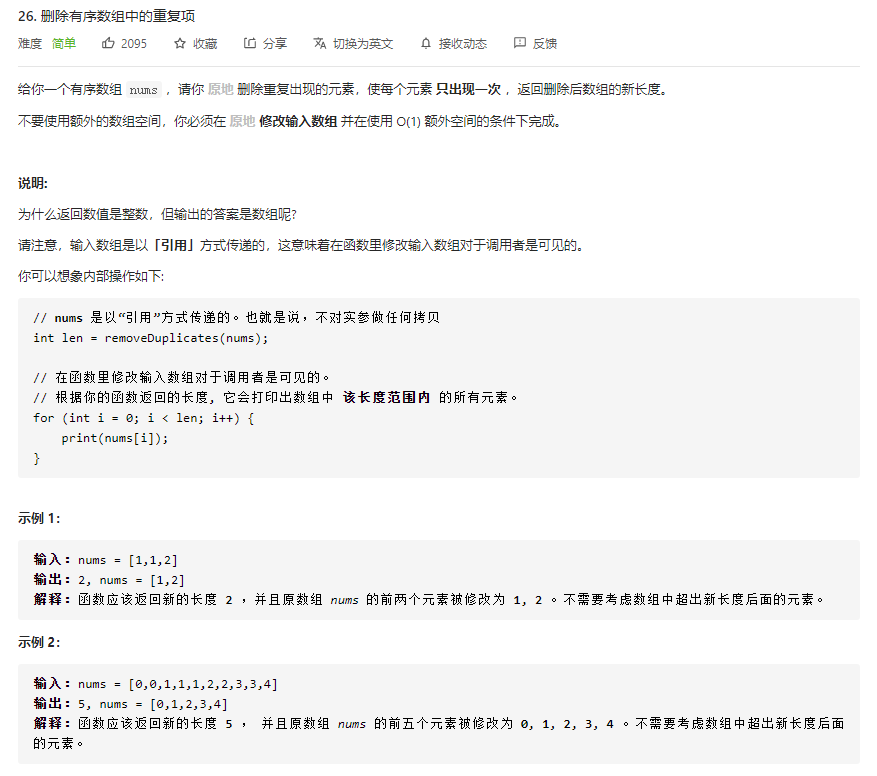 26. 删除有序数组中的重复项
难度 简单 2095 收藏 分享 切换为英文 接收动态 反馈
给你一个有序数组 nums ，请你 原地 删除重复出现的元素，使每个元素 只出现一次 ，返回删除后数组的新长度。
不要使用额外的数组空间，你必须在 原地 修改输入数组 并在使用 O(1) 额外空间的条件下完成。
说明:
为什么返回数值是整数，但输出的答案是数组呢?
请注意，输入数组是以「引用」方式传递的，这意味着在函数里修改输入数组对于调用者是可见的。
你可以想象内部操作如下:
// nums 是以“引用”方式传递的。也就是说，不对实参做任何拷贝
int len = removeDuplicates(nums);
// 在函数里修改输入数组对于调用者是可见的。
// 根据你的函数返回的长度, 它会打印出数组中 该长度范围内 的所有元素。
for (int i = 0; i < len; i++) {
    print(nums[i]);
}
示例 1：
输入：nums = [1,1,2]
输出：2, nums = [1,2]
解释：函数应该返回新的长度 2 ，并且原数组 nums 的前两个元素被修改为 1, 2 。不需要考虑数组中超出新长度后面的元素。
示例 2：
输入：nums = [0,0,1,1,1,2,2,3,3,4]
输出：5, nums = [0,1,2,3,4]
解释：函数应该返回新的长度 5 ， 并且原数组 nums 的前五个元素被修改为 0, 1, 2, 3, 4 。不需要考虑数组中超出新长度后面
的元素。